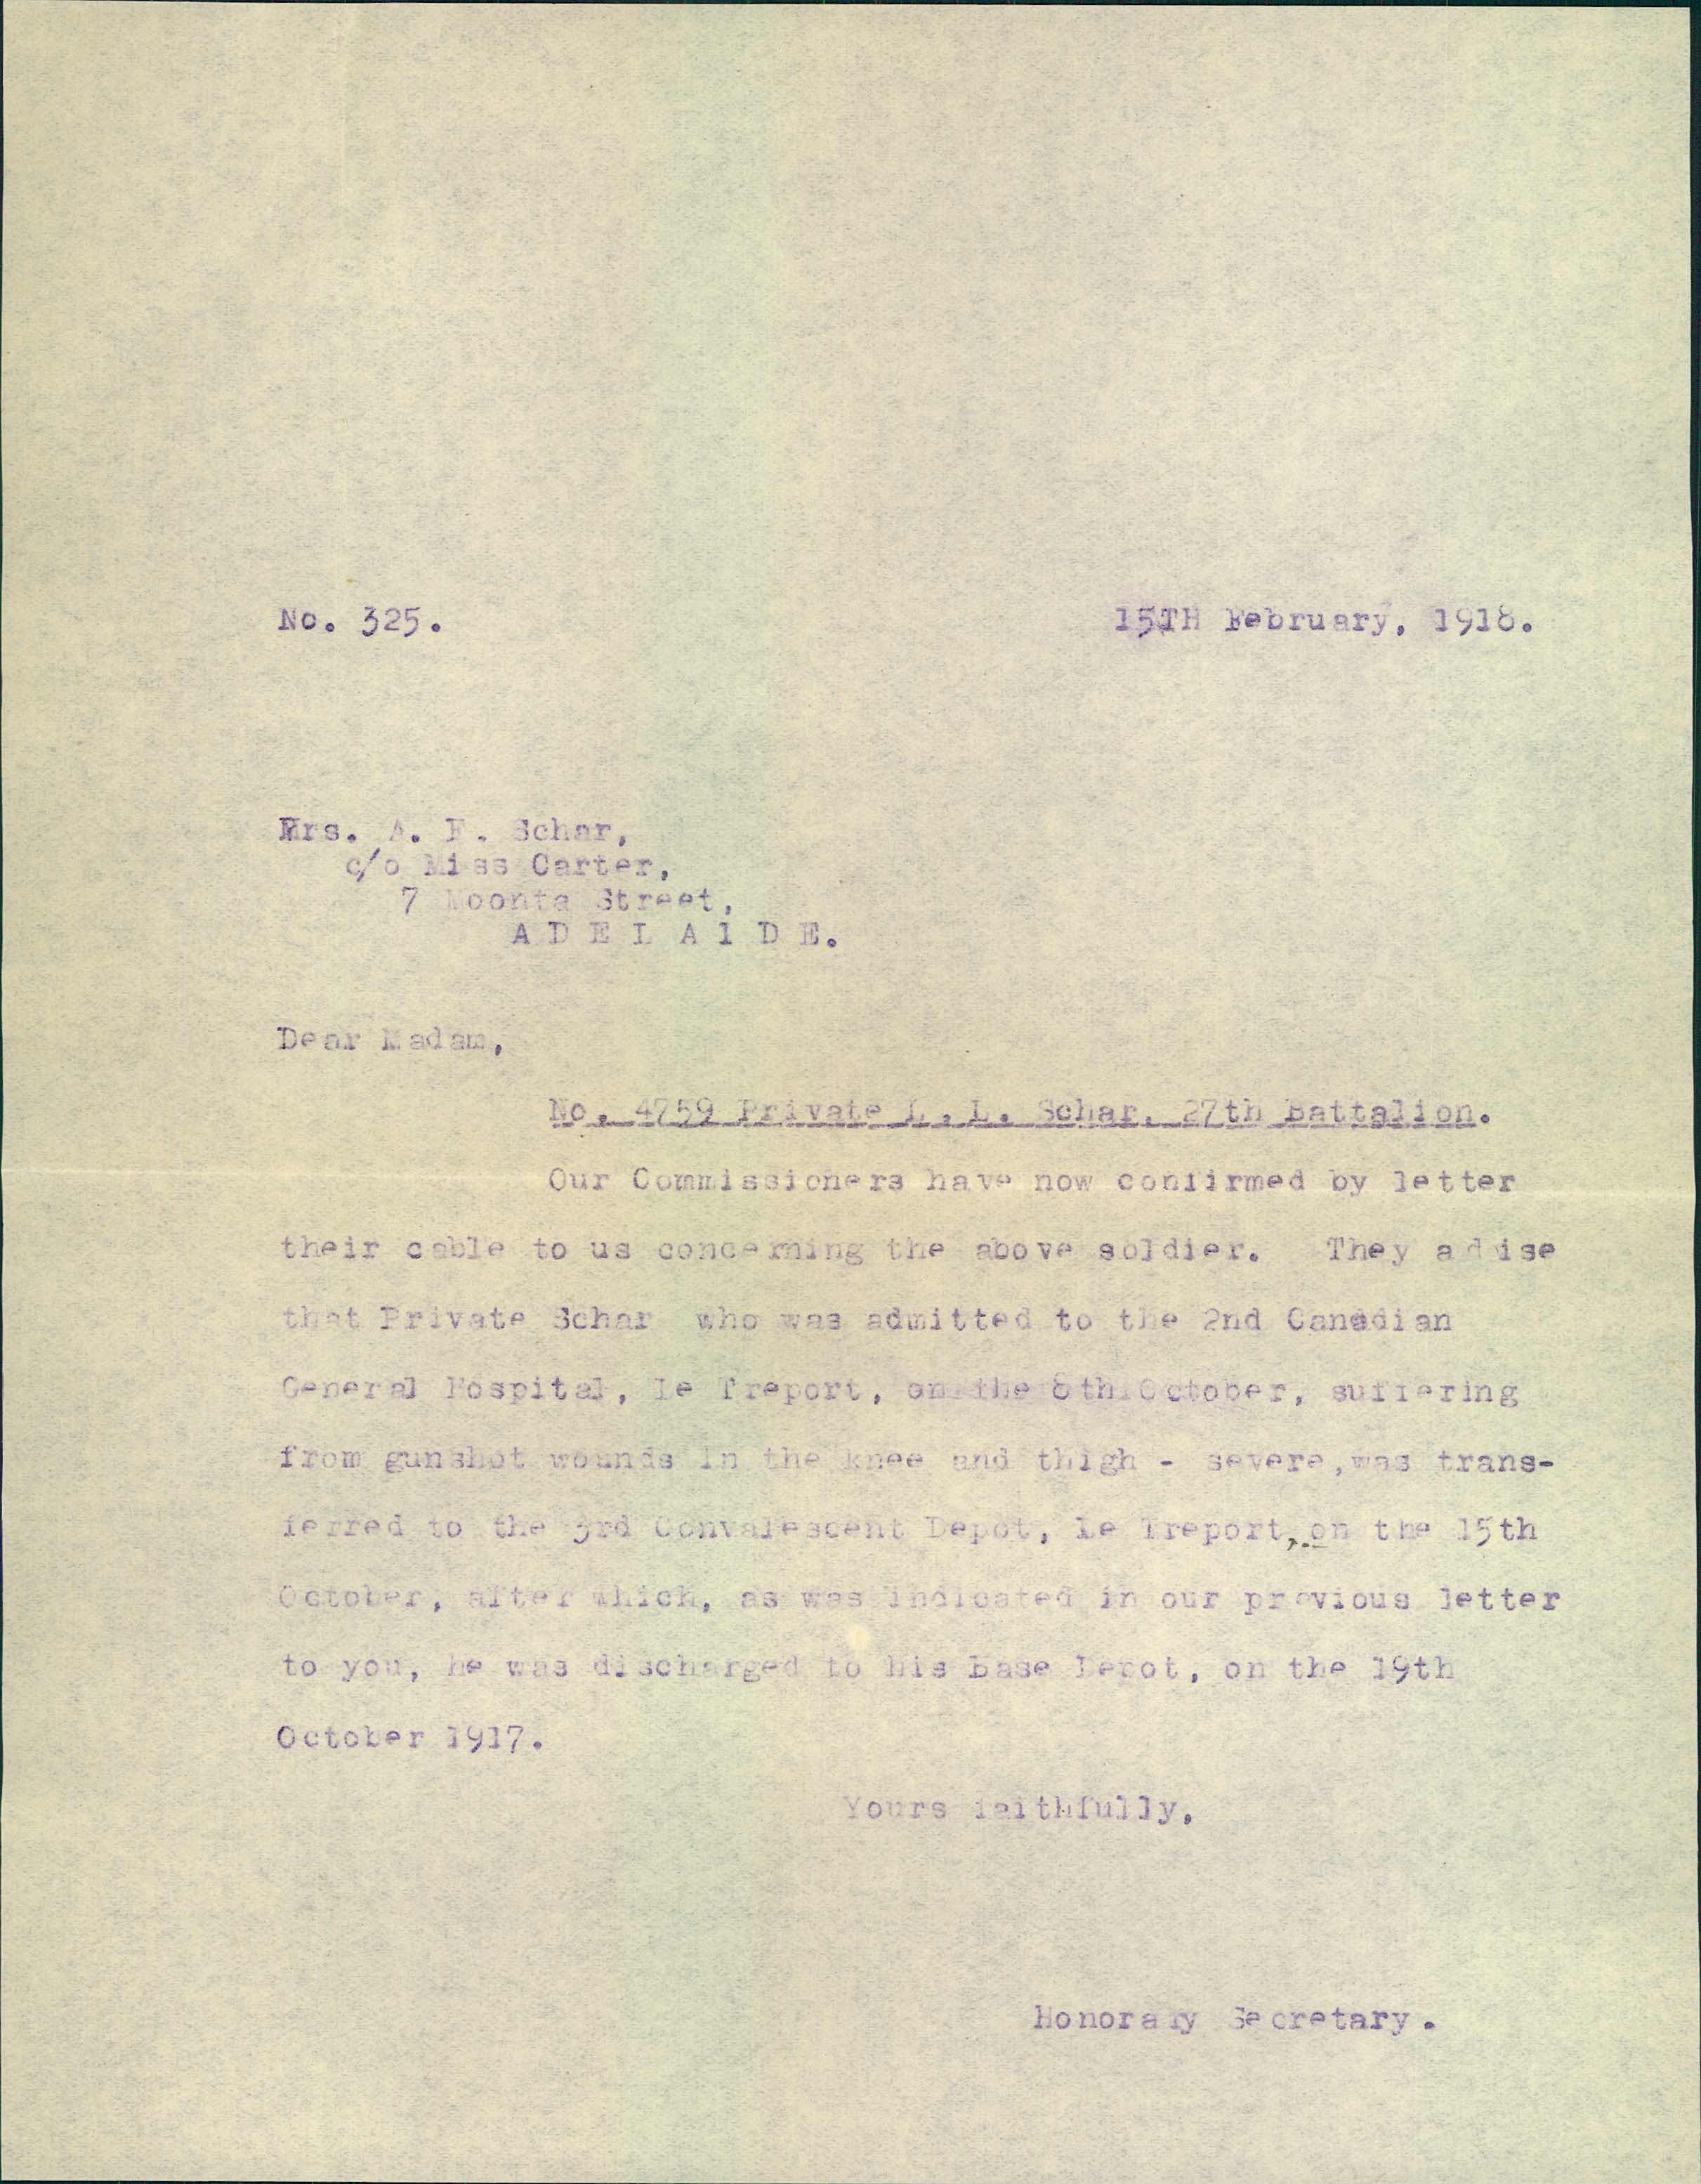 No. 325.
15TH February, 1918.
Mrs. A. E. Schar,
c/o Miss Carter,
7 Moonta Street,
A D E L A I D E.
Dear Madam,
No. 4759 Private L. L. Schar, 27th Battalion.
Our Commissioners have now confirmed by letter
their cable to us concerning the above soldier. They advise
that Private Schar who was admitted to the 2nd Canadian
General Hospital, le Treport, on the 8th October, suffering
from gunshot wounds in the knee and thigh - severe,was trans-
ferred to the 3rd Convalescent Depot, le Treport, on the 15th
October, after which, as was indicated in our previous letter
to you, he was discharged to his Base Depot, on the 19th
October 1917.
Yours faithfully,
Honorary Secretary.